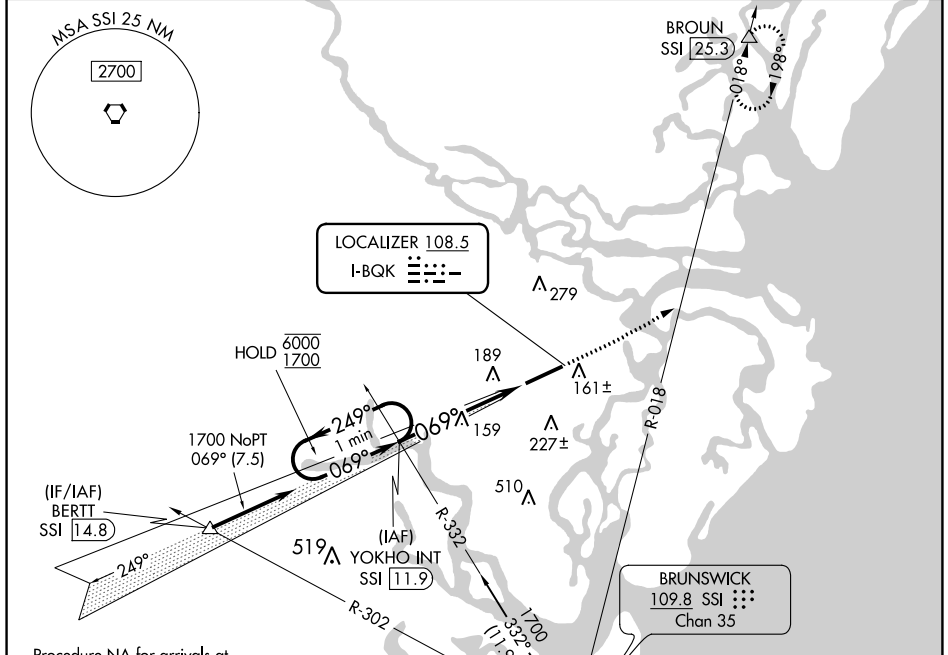 MSA SSI 25 NM
2700
BROUN
SSI 25.3
018°
198°
LOCALIZER 108.5
I-BQK
279
HOLD 6000
1700
189
161±
249°
1 min
069°
069°
159
227±
R-018
1700 NoPT
069° (7.5)
(IF/IAF)
BERTT
SSI 14.8
510
R-332
(IAF)
YOKHO INT
SSI 11.9
519
249°
R-302
1700
332°
(11.9
BRUNSWICK
109.8 SSI
Chan 35
Procedure NA for arrivals at